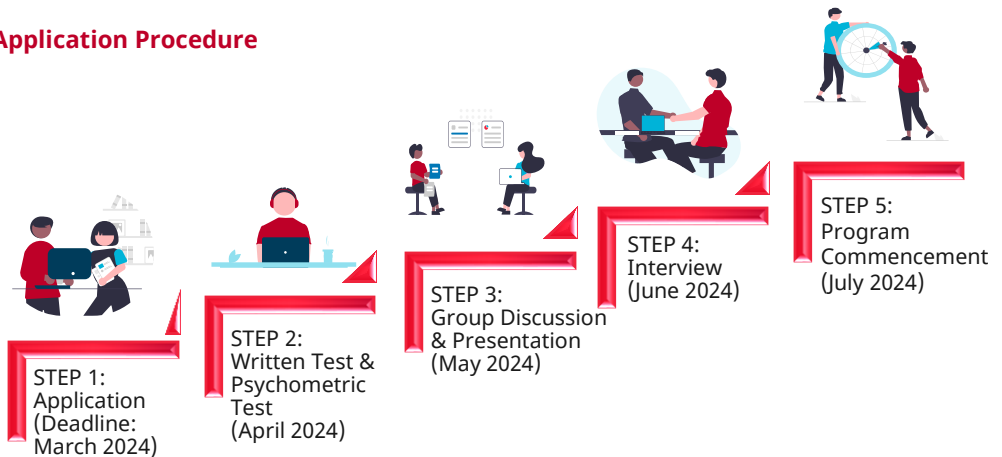 Application Procedure
STEP 1:
Application
(Deadline:
March 2024)
STEP 2:
Written Test &
Psychometric
Test
(April 2024)
STEP 3:
Group Discussion
& Presentation
(May 2024)
STEP 4:
Interview
(June 2024)
STEP 5:
Program
Commencement
(July 2024)